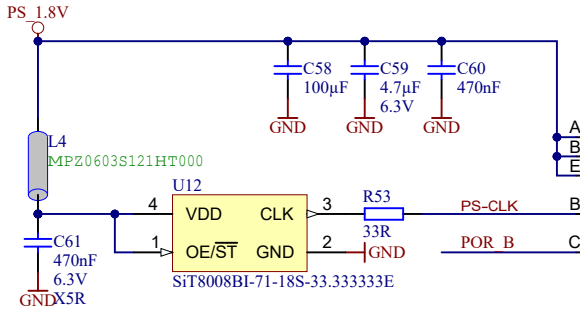 PS_1.8V
C58
100µF
GND
C59
4.7µF
6.3V
GND
C60
470nF
GND
A
B
E
L4
MPZ0603S121HT000
U12
4
VDD
CLK
3
R53
33R
PS-CLK
B
1
OE/ST
GND
2
GND
POR_B
C
SiT8008BI-71-18S-33.333333E
C61
470nF
6.3V
X5R
GND